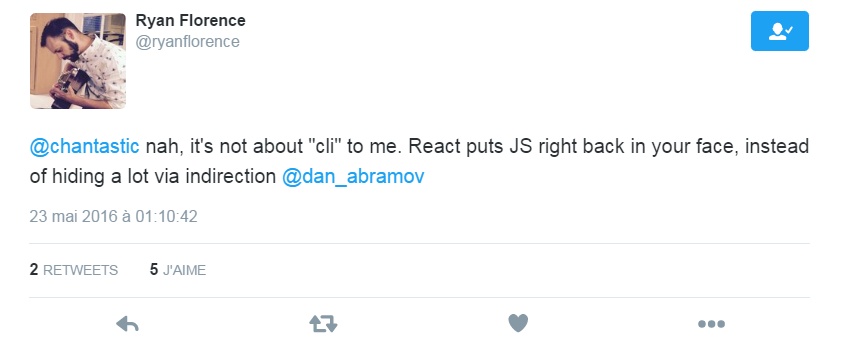 Ryan Florence
@ryanflorence
@chantastic nah, it's not about "cli" to me. React puts JS right back in your face, instead
of hiding a lot via indirection @dan_abramov
23 mai 2016 à 01:10:42
2 RETWEETS 5 J'AIME